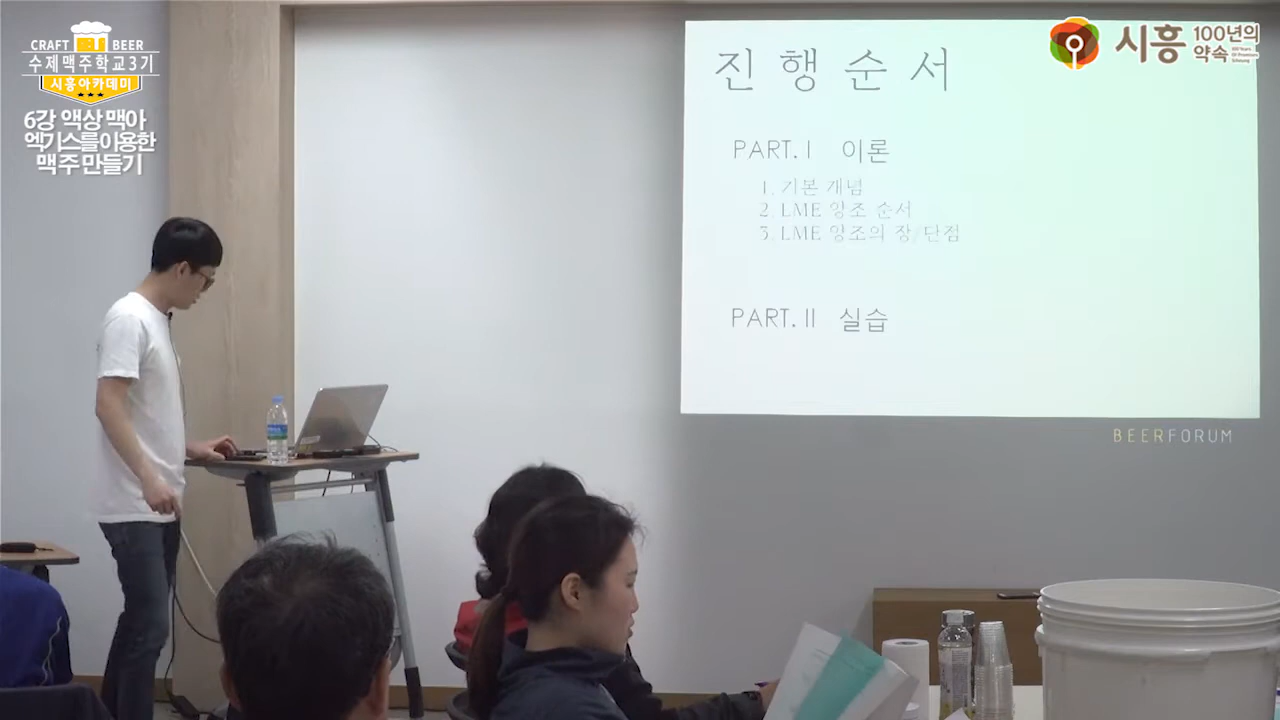 CRAFT BEER
수제맥주학교3기
시흥아카데미
6강 액상 맥아
엑기스를 이용한
맥주 만들기
시흥 100년의
약속
진행순서
PART. I 이론
1. 기본 개념
2. LME 양조 순서
3. LME 양조의 장/단점
PART. II 실습
BEERFORUM